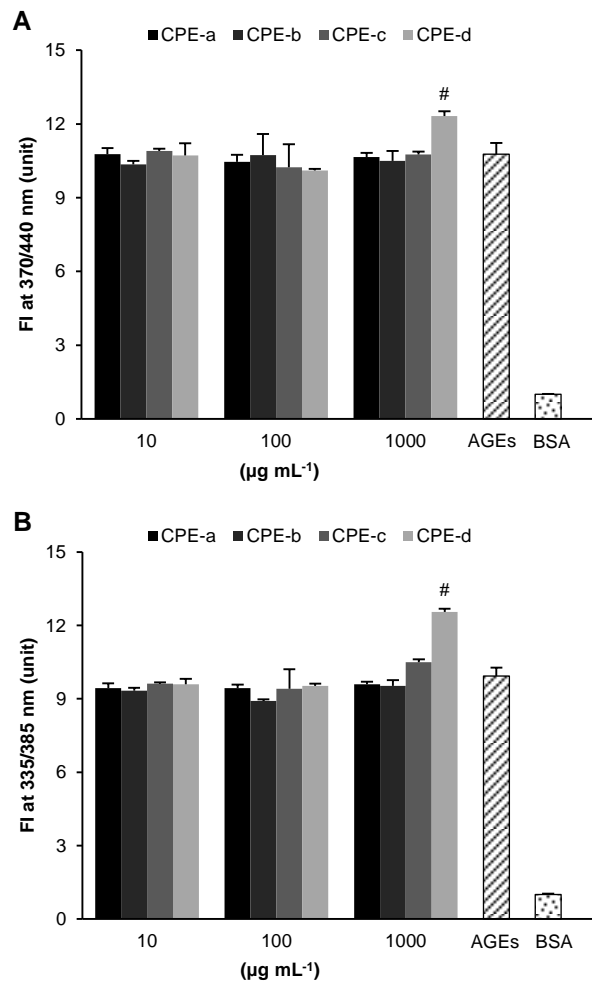 A
CPE-a CPE-b CPE-c CPE-d
15
12
9
6
3
0
#
FI at 370/440 nm (unit)
10 100 1000 AGEs BSA
(µg mL-1)
B
CPE-a CPE-b CPE-c CPE-d
15
12
9
6
3
0
#
FI at 335/385 nm (unit)
10 100 1000 AGEs BSA
(µg mL-1)